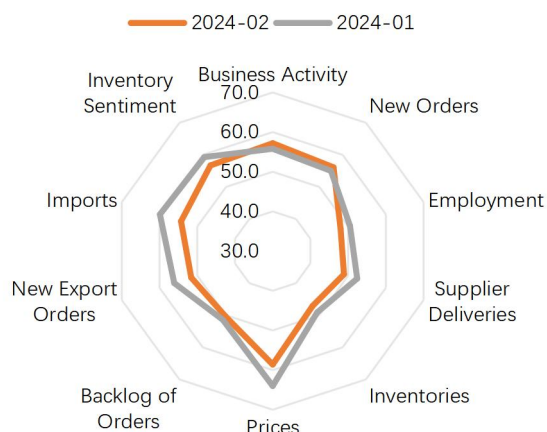 2024-02
2024-01
Business Activity
New Orders
Employment
Supplier
Deliveries
Inventories
Prices
Backlog of
Orders
New Export
Orders
Imports
Inventory
Sentiment
70.0
60.0
50.0
40.0
30.0